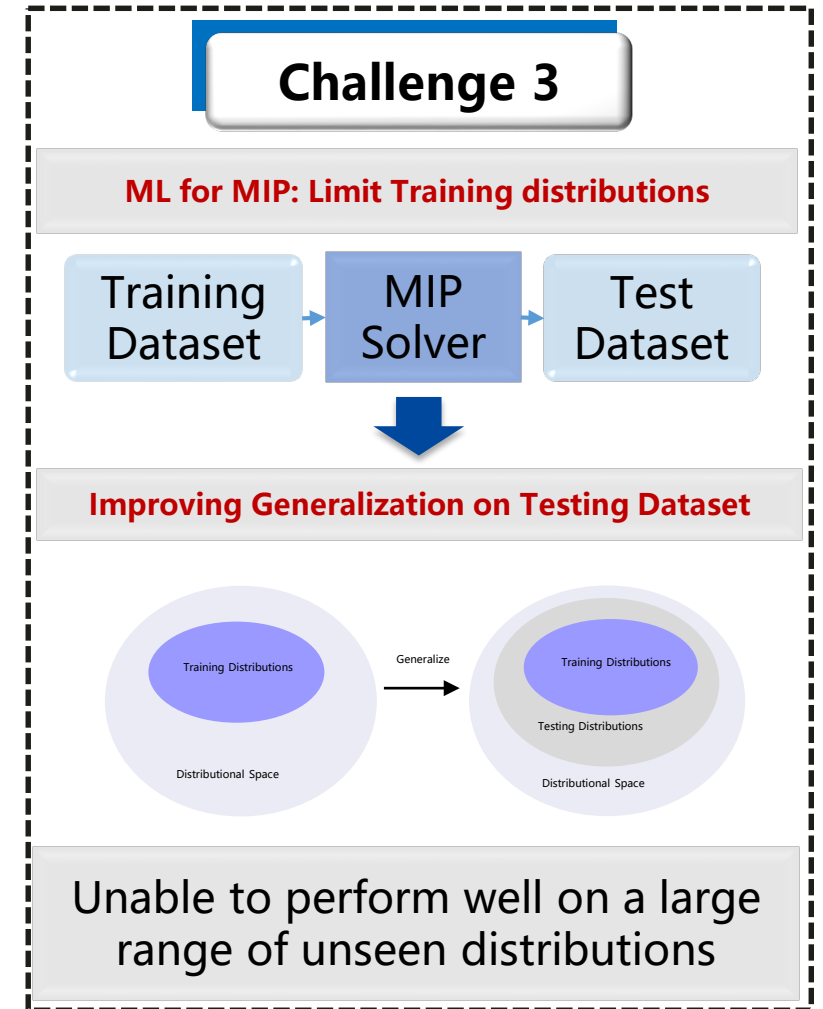 Challenge 3
ML for MIP: Limit Training distributions
Training
Dataset
MIP
Solver
Test
Dataset
Improving Generalization on Testing Dataset
Training Distributions
Distributional Space
Generalize
Training Distributions
Testing Distributions
Distributional Space
Unable to perform well on a large
range of unseen distributions